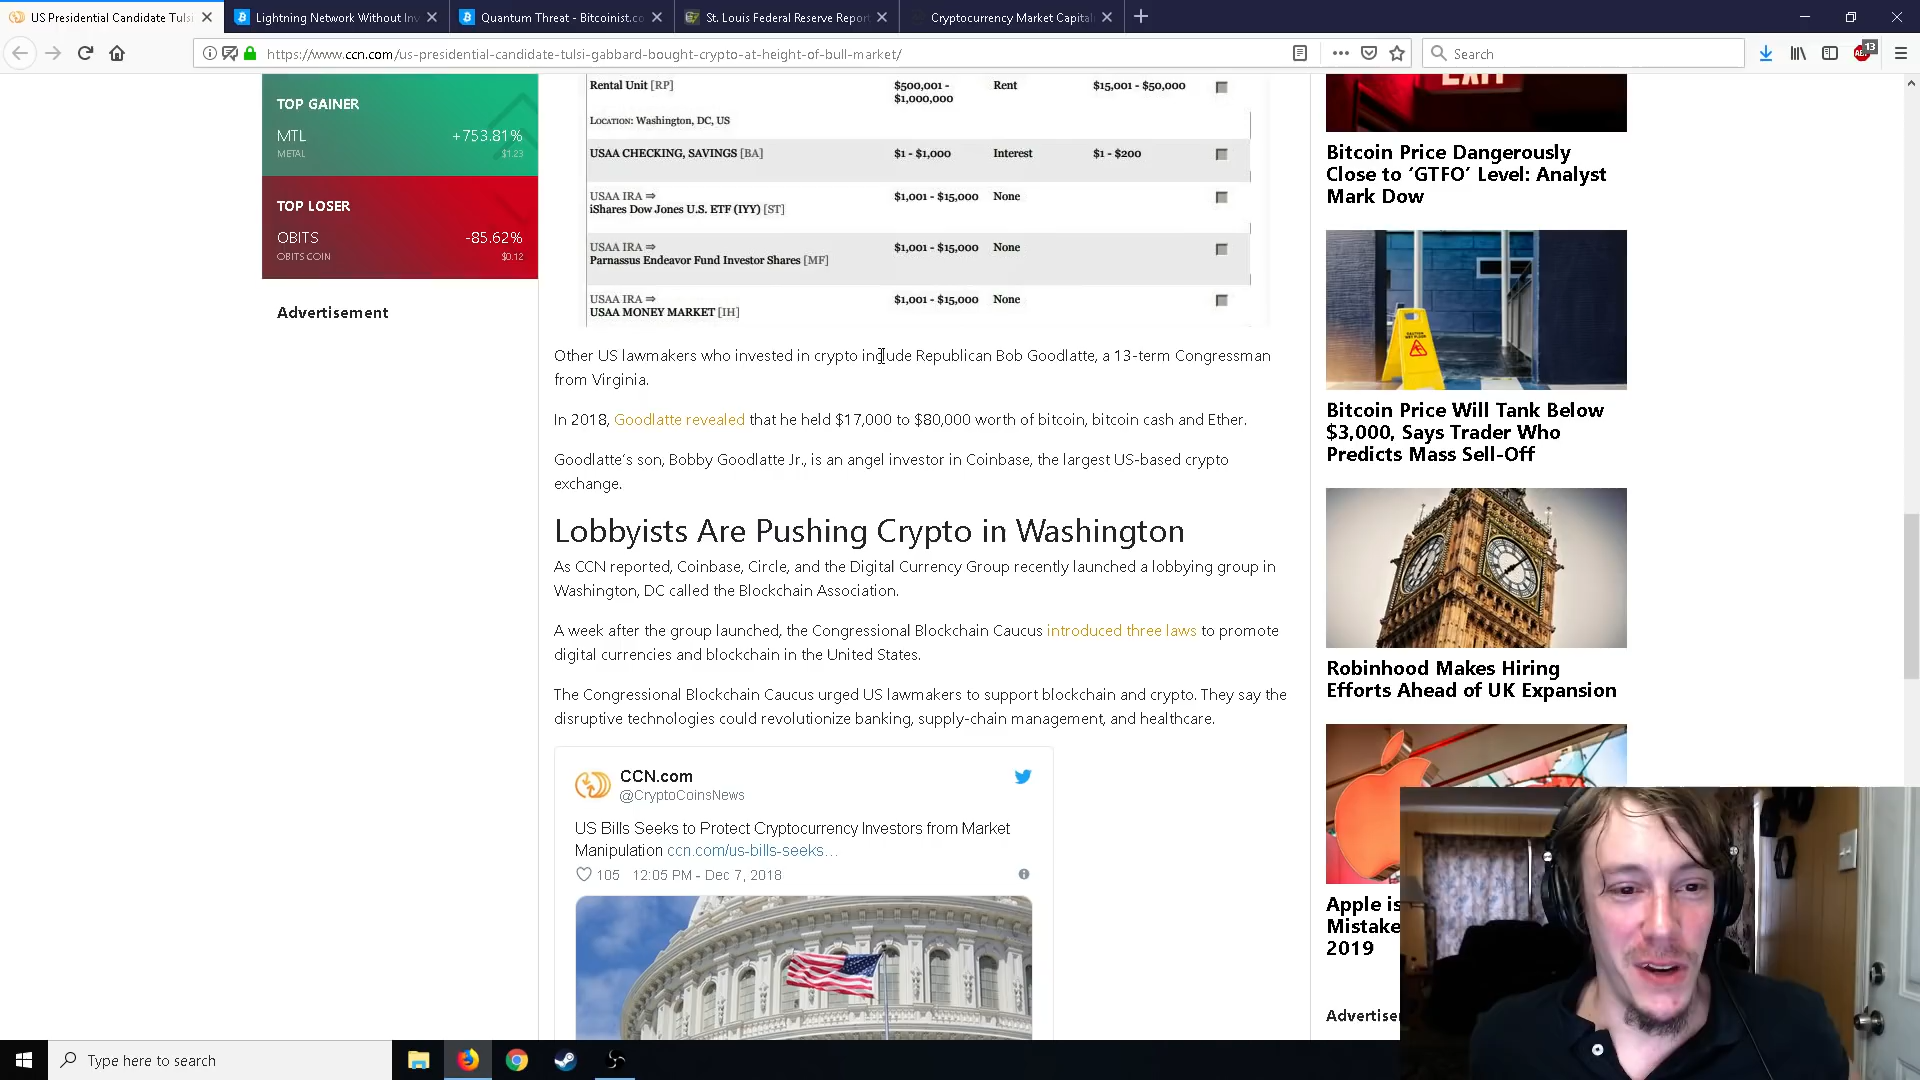 US Presidential Candidate Tulsi
Lightning Network Without In
Quantum Threat - Bitcoinist.co
St. Louis Federal Reserve Repor
Cryptocurrency Market Capital
https://www.ccn.com/us-presidential-candidate-tulsi-gabbard-bought-crypto-at-height-of-bull-market/
Search
13
TOP GAINER
MTL +753.81%
METAL $1.23
TOP LOSER
OBITS -85.62%
OBITS COIN $0.12
Advertisement
Rental Unit [RP] $500,001 - $1,000,000 Rent $15,001 - $50,000
LOCATION: Washington, DC, US
USAA CHECKING, SAVINGS [BA] $1 - $1,000 Interest $1 - $200
USAA IRA ⇒ $1,001 - $15,000 None
iShares Dow Jones U.S. ETF (IYY) [ST]
USAA IRA ⇒ $1,001 - $15,000 None
Parnassus Endeavor Fund Investor Shares [MF]
USAA IRA ⇒ $1,001 - $15,000 None
USAA MONEY MARKET [IH]
Other US lawmakers who invested in crypto include Republican Bob Goodlatte, a 13-term Congressman
from Virginia.
In 2018, Goodlatte revealed that he held $17,000 to $80,000 worth of bitcoin, bitcoin cash and Ether.
Goodlatte's son, Bobby Goodlatte Jr., is an angel investor in Coinbase, the largest US-based crypto
exchange.
Lobbyists Are Pushing Crypto in Washington
As CCN reported, Coinbase, Circle, and the Digital Currency Group recently launched a lobbying group in
Washington, DC called the Blockchain Association.
A week after the group launched, the Congressional Blockchain Caucus introduced three laws to promote
digital currencies and blockchain in the United States.
The Congressional Blockchain Caucus urged US lawmakers to support blockchain and crypto. They say the
disruptive technologies could revolutionize banking, supply-chain management, and healthcare.
CCN.com
@CryptoCoinsNews
US Bills Seeks to Protect Cryptocurrency Investors from Market
Manipulation ccn.com/us-bills-seeks…
105 12:05 PM - Dec 7, 2018
EXIT
Bitcoin Price Dangerously
Close to ‘GTFO’ Level: Analyst
Mark Dow
Bitcoin Price Will Tank Below
$3,000, Says Trader Who
Predicts Mass Sell-Off
Robinhood Makes Hiring
Efforts Ahead of UK Expansion
Apple is
Mistake
2019
Advertise
Type here to search